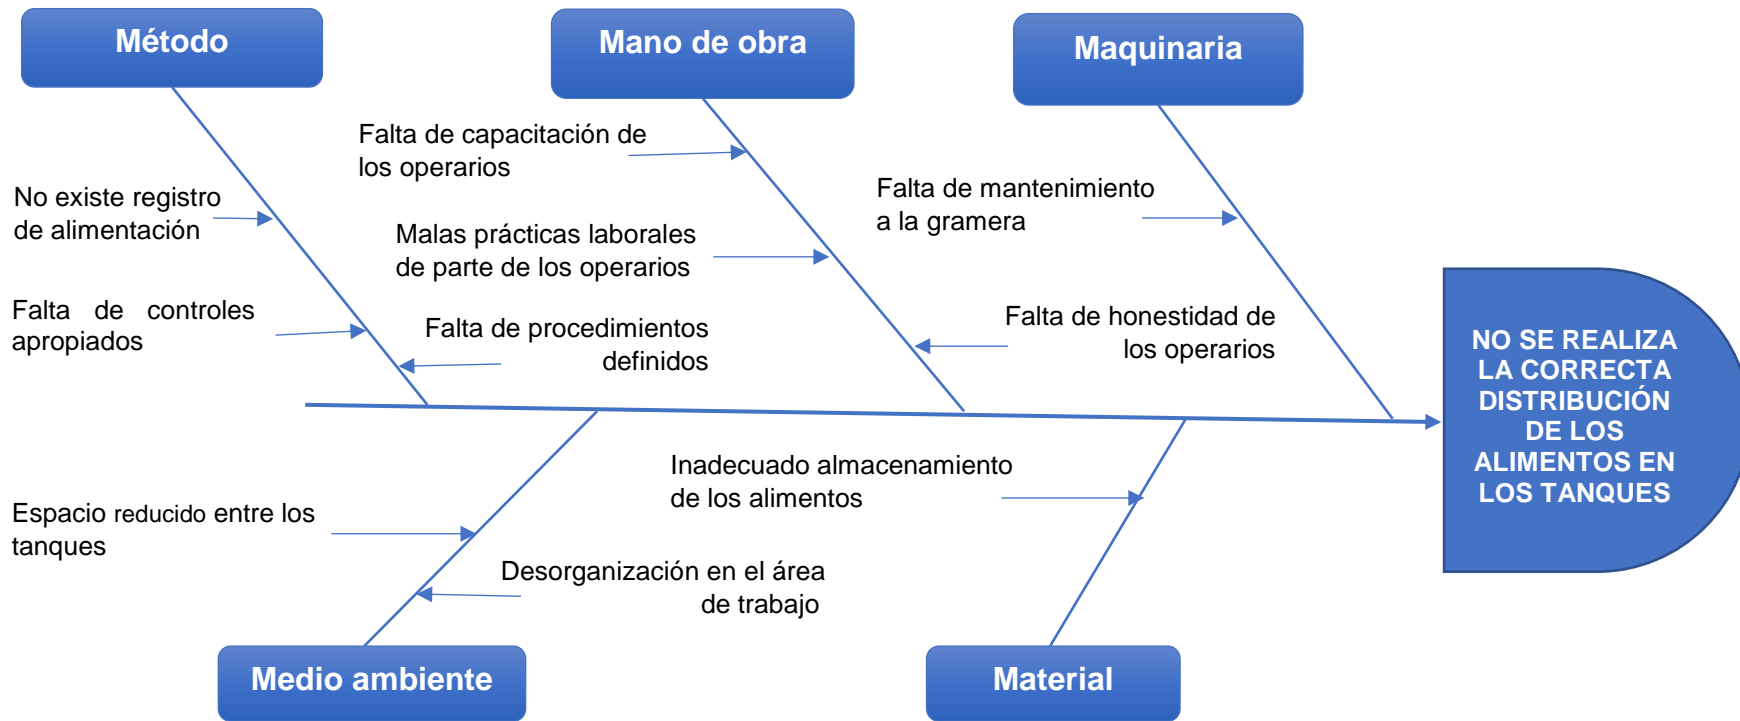 Método
Mano de obra
Maquinaria
Falta de capacitación de
los operarios
No existe registro
de alimentación
Malas prácticas laborales
de parte de los operarios
Falta de mantenimiento
a la gramera
Falta de controles
apropiados
Falta de procedimientos
definidos
Falta de honestidad de
los operarios
NO SE REALIZA
LA CORRECTA
DISTRIBUCIÓN
DE LOS
ALIMENTOS EN
LOS TANQUES
Espacio reducido entre los
tanques
Desorganización en el área
de trabajo
Inadecuado almacenamiento
de los alimentos
Medio ambiente
Material